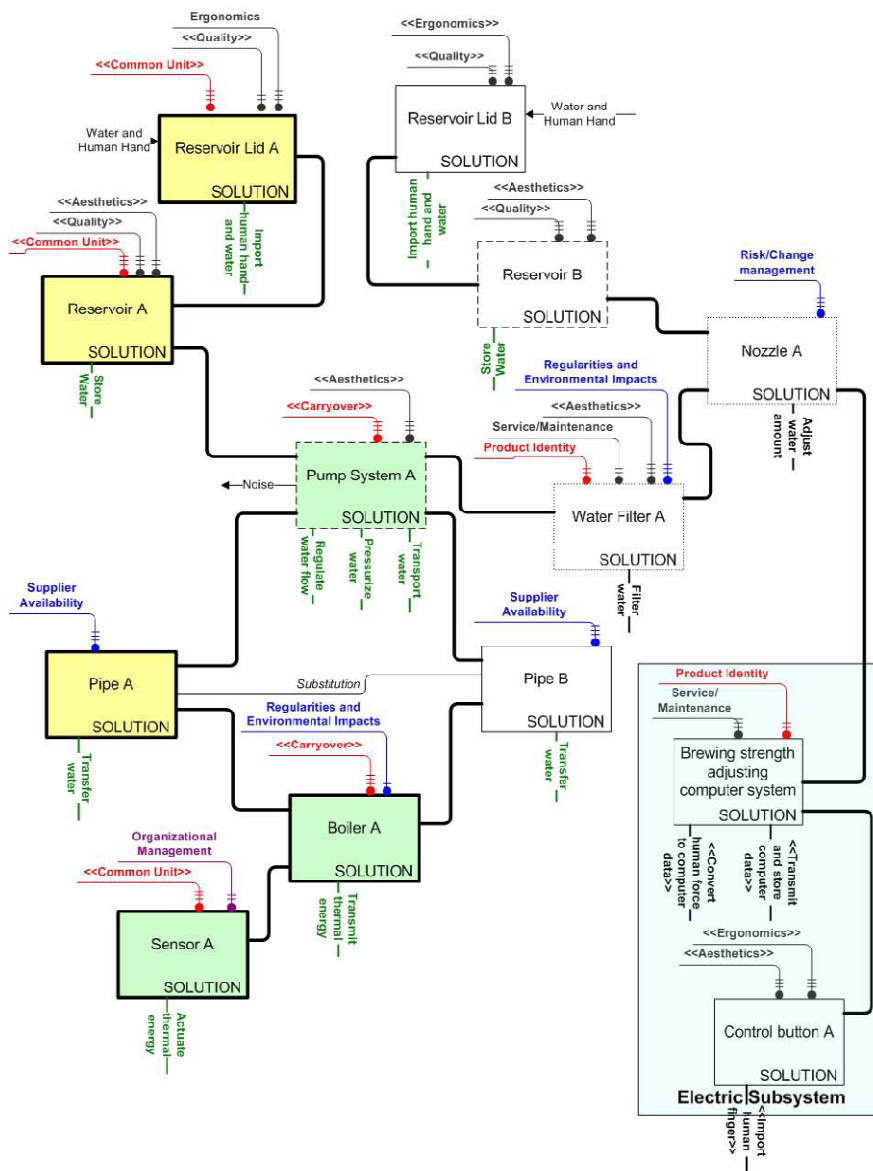 Ergonomics
<<Quality>>
<<Common Unit>>
Water and
Human Hand
Reservoir Lid A
SOLUTION
Import
human hand
and water
<<Ergonomics>>
<<Quality>>
Reservoir Lid B
SOLUTION
Water and
Human Hand
Import human
hand and
water
<<Aesthetics>>
<<Quality>>
<<Common Unit>>
Reservoir A
SOLUTION
Store
Water
<<Aesthetics>>
<<Quality>>
Reservoir B
SOLUTION
Store
Water
Risk/Change
management
Nozzle A
SOLUTION
Adjust
water
amount
<<Aesthetics>>
<<Carryover>>
Pump System A
SOLUTION
Noise
Regulate
water flow
Pressurize
water
Transport
water
Regularities and
Environmental Impacts
<<Aesthetics>>
Service/Maintenance
Product Identity
Water Filter A
SOLUTION
Filter
water
Supplier
Availability
Pipe A
SOLUTION
Transfer
water
Substitution
Supplier
Availability
Pipe B
SOLUTION
Transfer
water
Regularities and
Environmental Impacts
<<Carryover>>
Boiler A
SOLUTION
Transmit
thermal
energy
Organizational
Management
<<Common Unit>>
Sensor A
SOLUTION
Actuate
thermal
energy
Product Identity
Service/
Maintenance
Brewing strength
adjusting
computer system
SOLUTION
<<Convert
human force
to computer
data>>
<<Transmit
and store
computer
data>>
<<Ergonomics>>
<<Aesthetics>>
Control button A
SOLUTION
Electric Subsystem
<<Import
human
finger>>